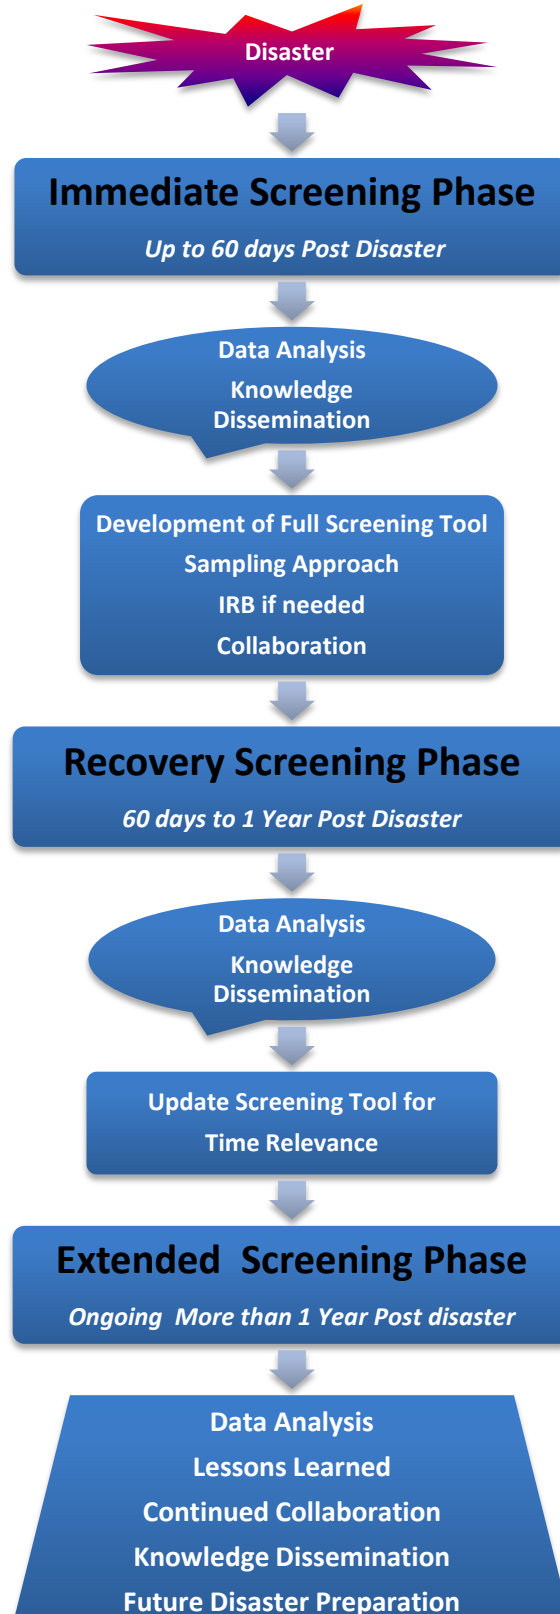 Disaster
Immediate Screening Phase
Up to 60 days Post Disaster
Data Analysis
Knowledge
Dissemination
Development of Full Screening Tool
Sampling Approach
IRB if needed
Collaboration
Recovery Screening Phase
60 days to 1 Year Post Disaster
Data Analysis
Knowledge
Dissemination
Update Screening Tool for
Time Relevance
Extended  Screening Phase
Ongoing  More than 1 Year Post disaster
Data Analysis
Lessons Learned
Continued Collaboration
Knowledge Dissemination
Future Disaster Preparation